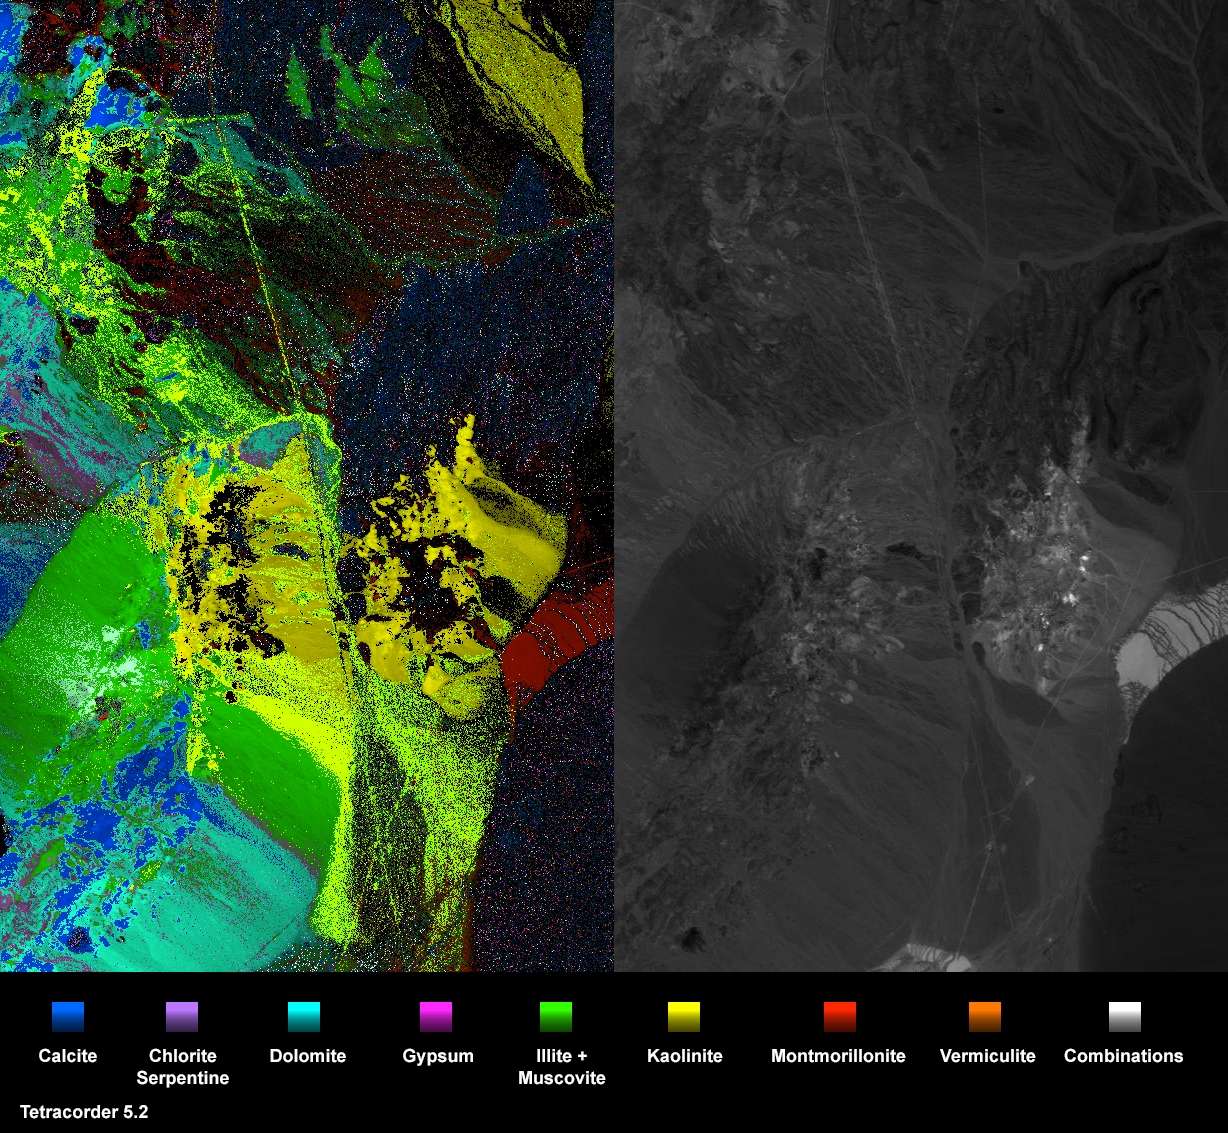 Calcite
Chlorite
Serpentine
Dolomite
Gypsum
Illite +
Muscovite
Kaolinite
Montmorillonite
Vermiculite
Combinations
Tetracorder 5.2